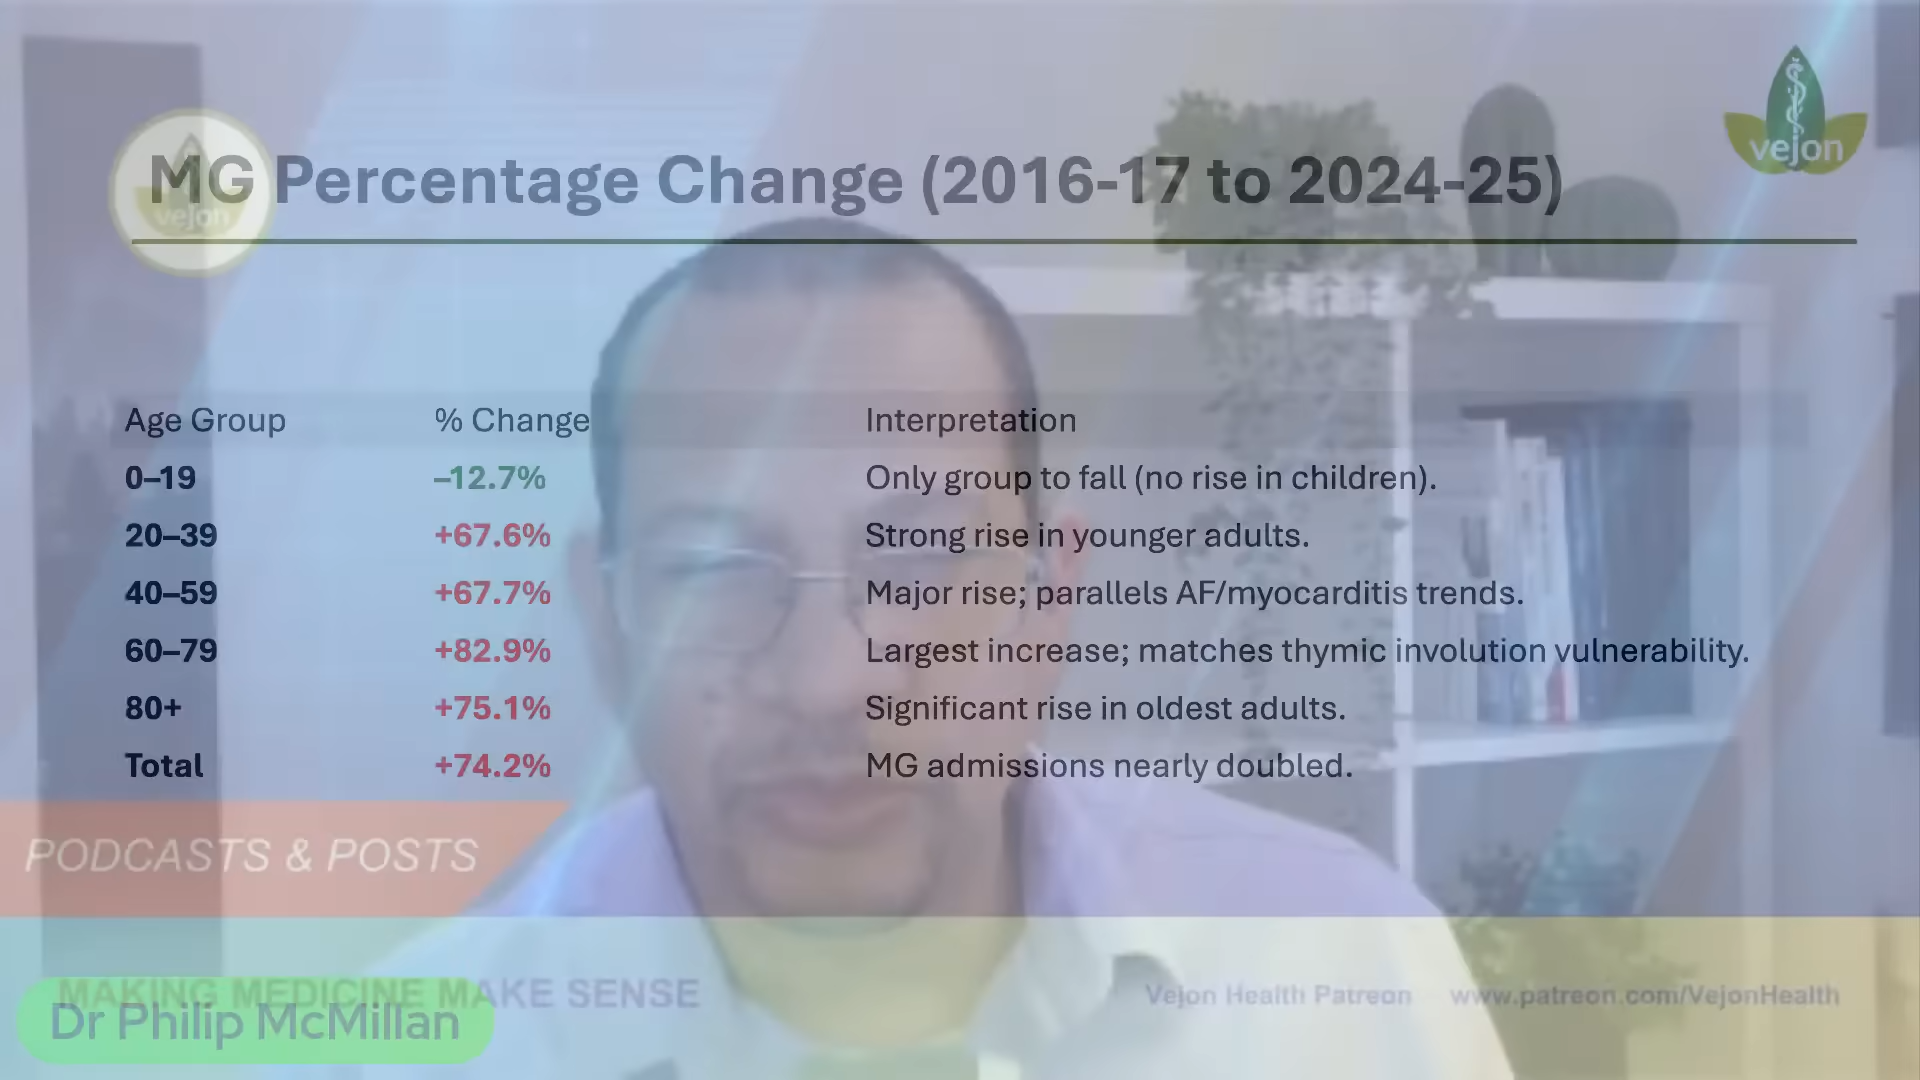 vejon
vejon
MG Percentage Change (2016-17 to 2024-25)
Age Group % Change Interpretation
0–19 –12.7% Only group to fall (no rise in children).
20–39 +67.6% Strong rise in younger adults.
40–59 +67.7% Major rise; parallels AF/myocarditis trends.
60–79 +82.9% Largest increase; matches thymic involution vulnerability.
80+ +75.1% Significant rise in oldest adults.
Total +74.2% MG admissions nearly doubled.
PODCASTS & POSTS
MAKING MEDICINE MAKE SENSE
Vejon Health Patreon www.patreon.com/VejonHealth
Dr Philip McMillan